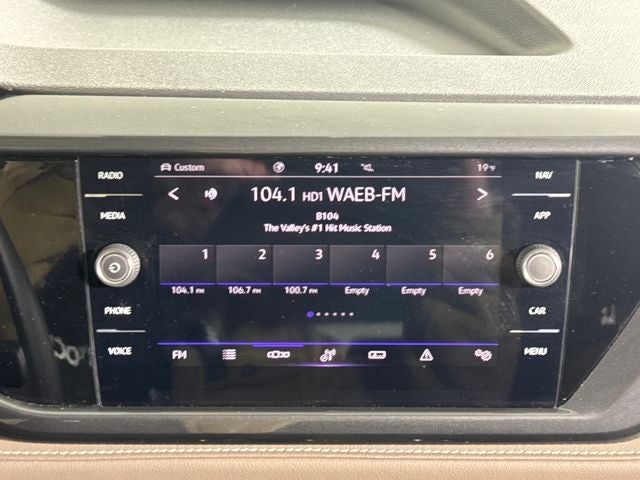 Custom 9:41 19°F
RADIO
MEDIA
PHONE
VOICE
NAV
APP
CAR
MENU
104.1 HD1 WAEB-FM
B104
The Valley's #1 Hit Music Station
1 2 3 4 5 6
104.1 FM 106.7 FM 100.7 FM Empty Empty Empty
FM